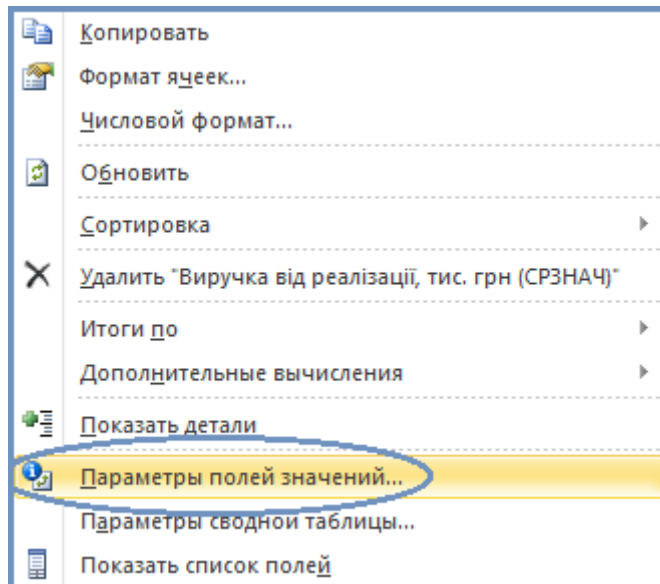 Копировать
Формат ячеек...
Числовой формат...
Обновить
Сортировка
Удалить "Виручка від реалізації, тис. грн (СРЗНАЧ)"
Итоги по
Дополнительные вычисления
Показать детали
Параметры полей значений...
Параметры сводной таблицы...
Показать список полей